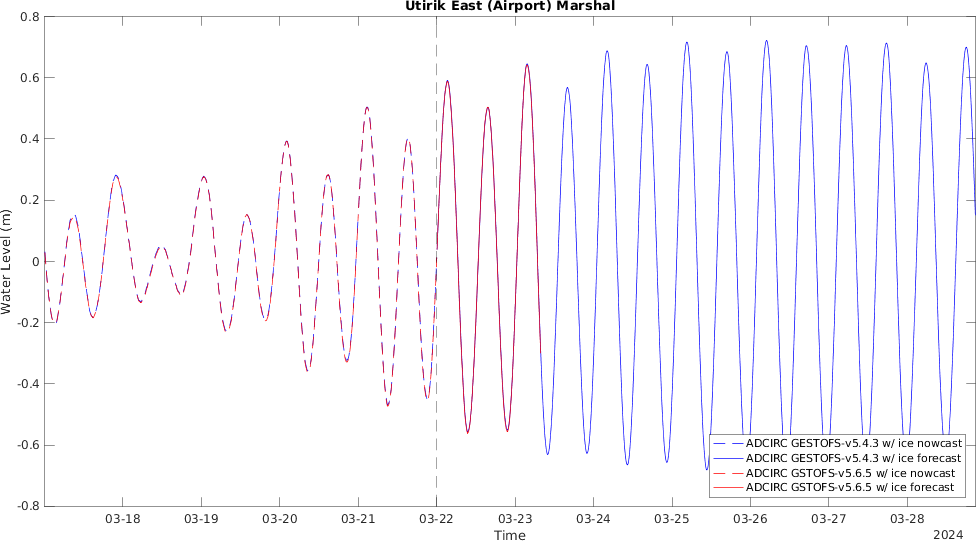 Utirik East (Airport) Marshal
Water Level (m)
0.8
0.6
0.4
0.2
0
-0.2
-0.4
-0.6
-0.8
ADCIRC GESTOFS-v5.4.3 w/ ice nowcast
ADCIRC GESTOFS-v5.4.3 w/ ice forecast
ADCIRC GSTOFS-v5.6.5 w/ ice nowcast
ADCIRC GSTOFS-v5.6.5 w/ ice forecast
03-18 03-19 03-20 03-21 03-22 03-23 03-24 03-25 03-26 03-27 03-28
Time
2024